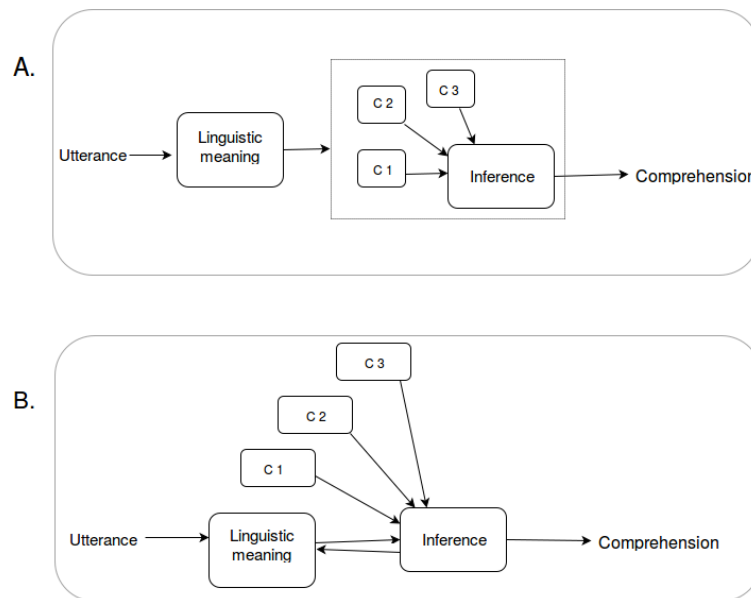 A.
C 3
C 2
Linguistic
meaning
Utterance
C 1
Inference
Comprehension
B.
C 3
C 2
C 1
Linguistic
meaning
Utterance
Inference
Comprehension